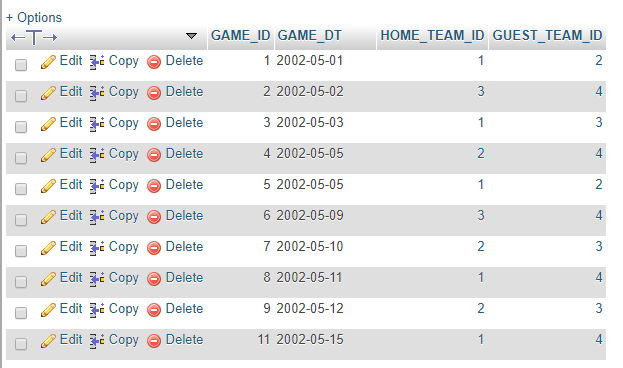 + Options
GAME_ID GAME_DT HOME_TEAM_ID GUEST_TEAM_ID
Edit Copy Delete 1 2002-05-01 1 2
Edit Copy Delete 2 2002-05-02 3 4
Edit Copy Delete 3 2002-05-03 1 3
Edit Copy Delete 4 2002-05-05 2 4
Edit Copy Delete 5 2002-05-05 1 2
Edit Copy Delete 6 2002-05-09 3 4
Edit Copy Delete 7 2002-05-10 2 3
Edit Copy Delete 8 2002-05-11 1 4
Edit Copy Delete 9 2002-05-12 2 3
Edit Copy Delete 11 2002-05-15 1 4